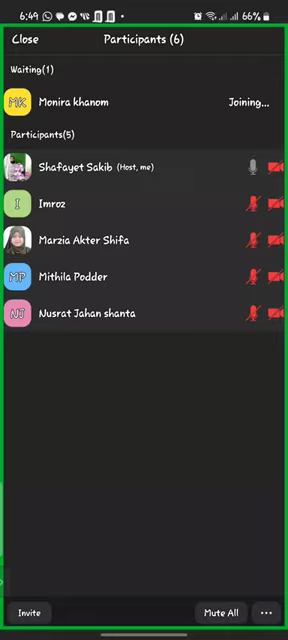 6:49 66%
Close Participants (6)
Waiting(1)
MK Monira khanom Joining...
Participants(5)
Shafayet Sakib (Host, me)
I Imroz
Marzia Akter Shifa
MP Mithila Podder
NJ Nusrat Jahan shanta
Invite Mute All ...